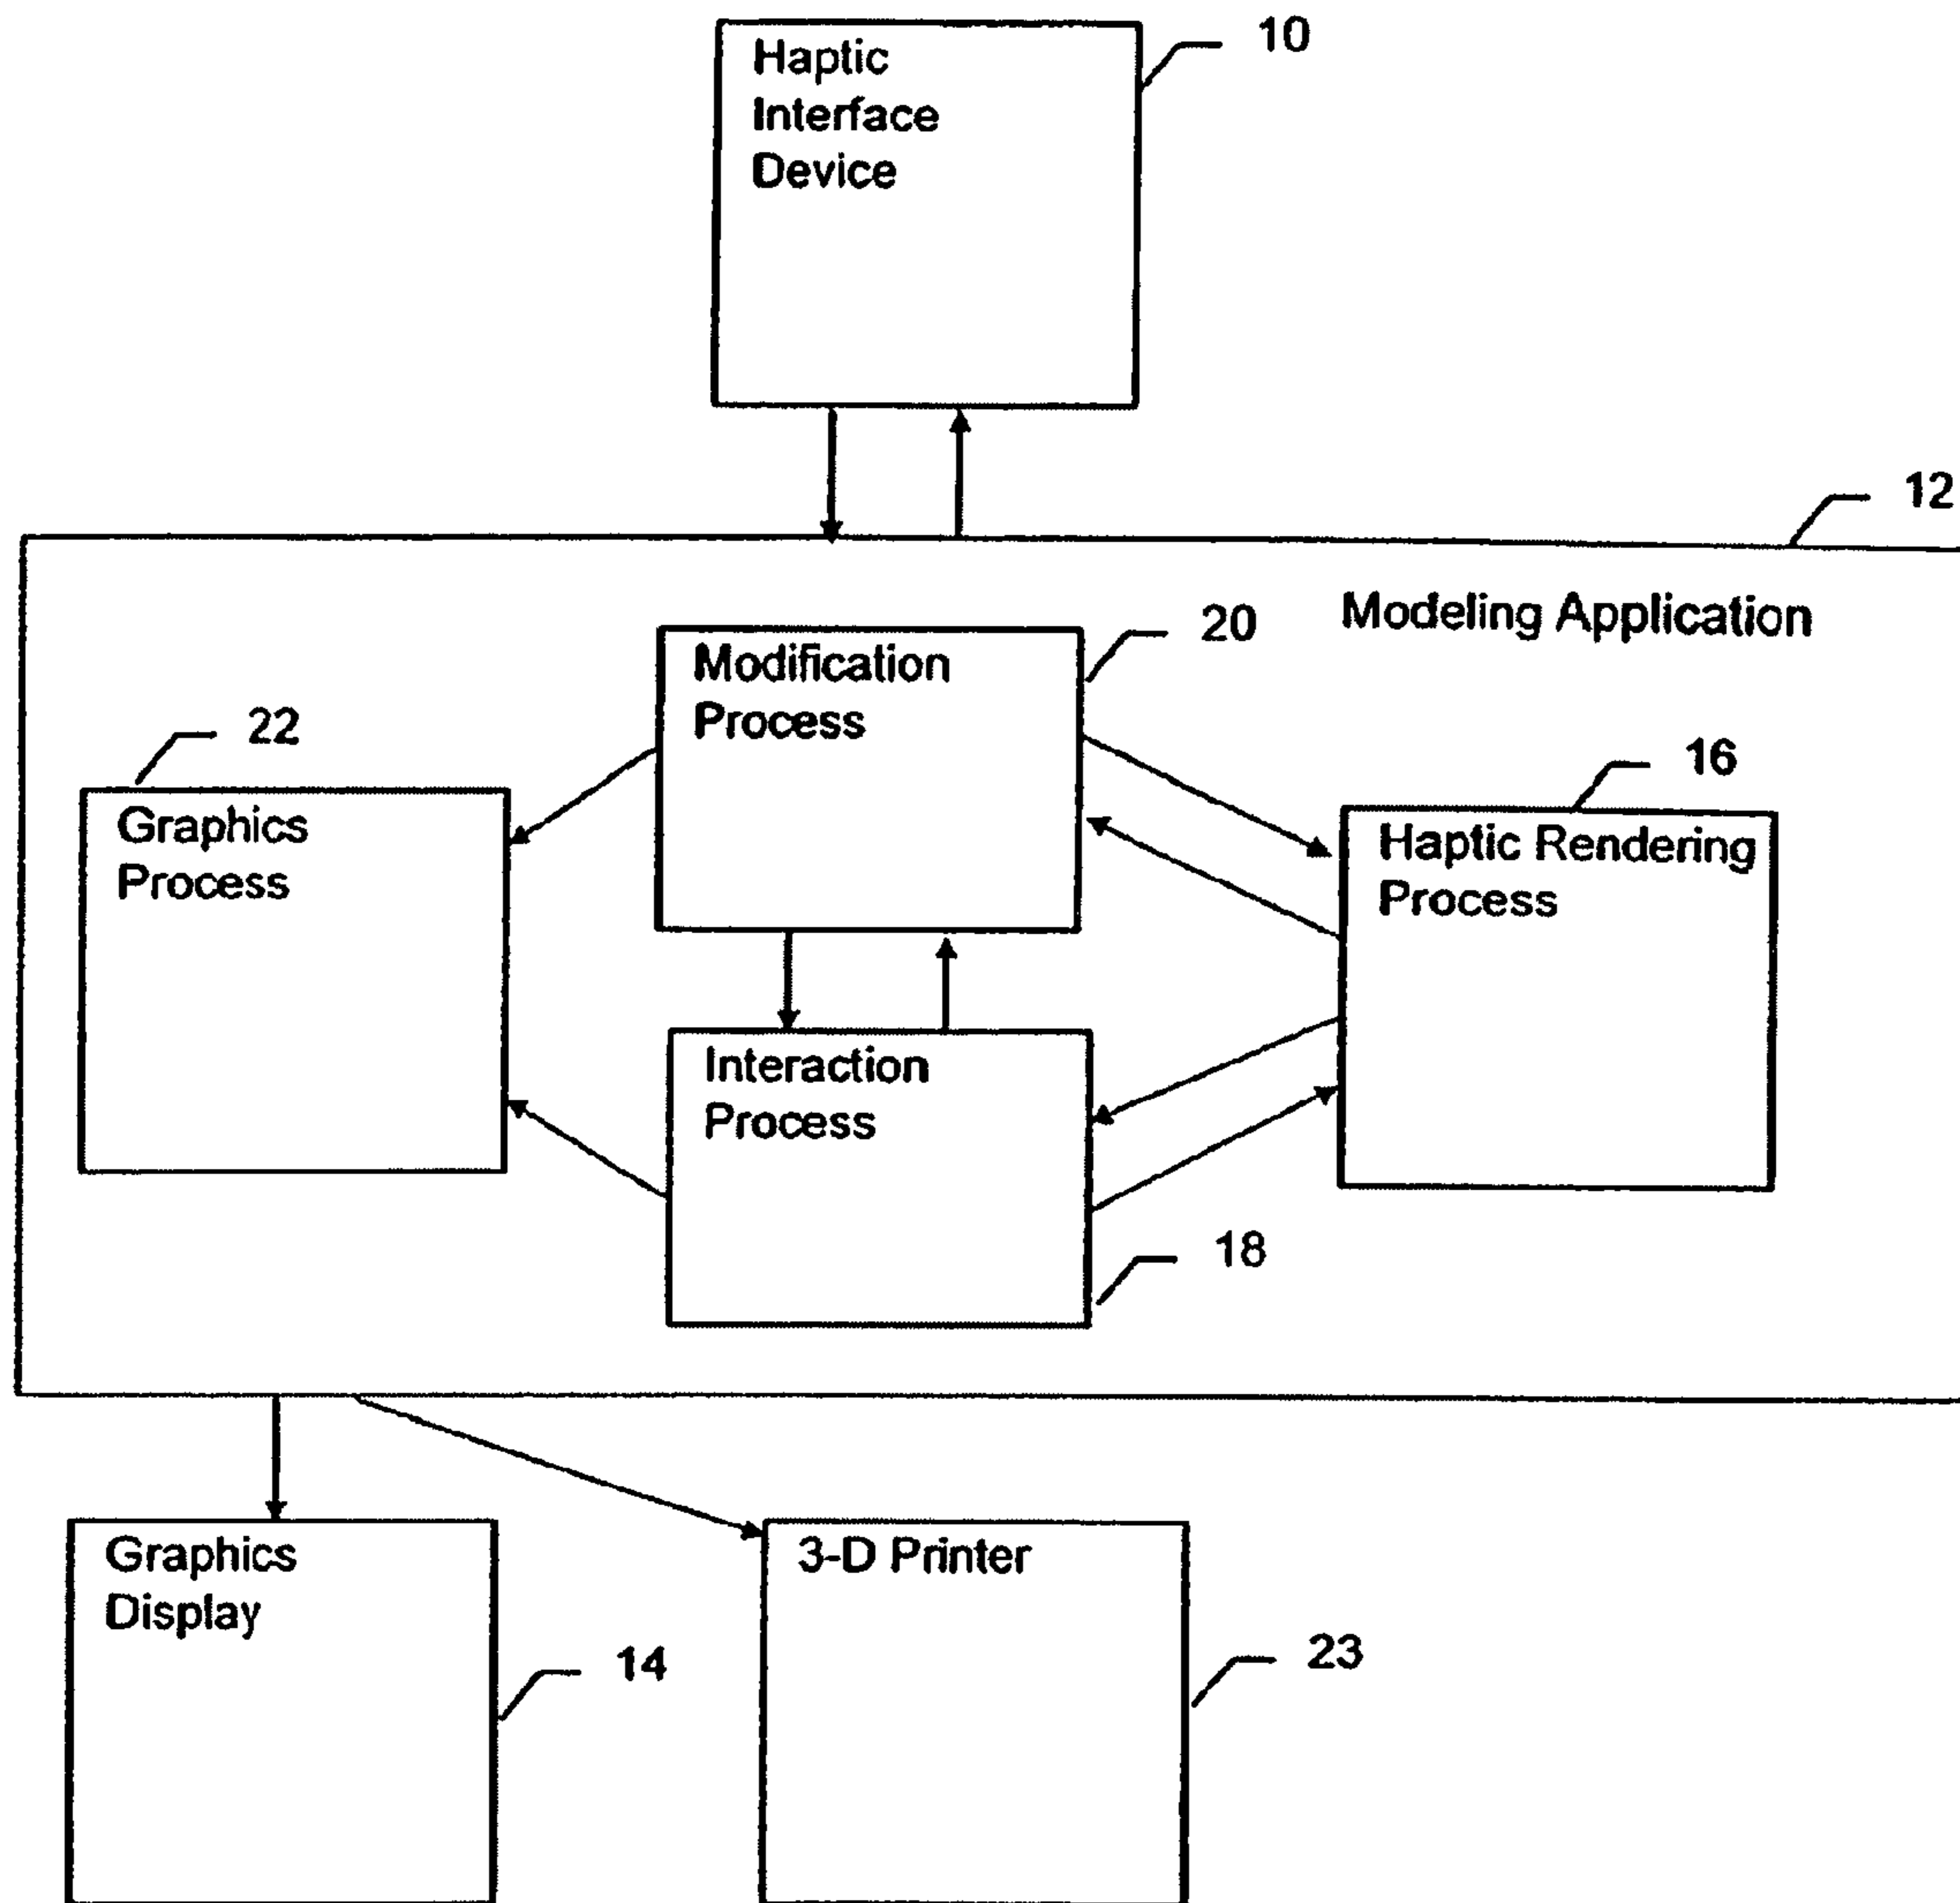 Haptic
Interface
Device
10
12
Modeling Application
20
Modification
Process
22
Graphics
Process
16
Haptic Rendering
Process
Interaction
Process
18
Graphics
Display
14
3-D Printer
23